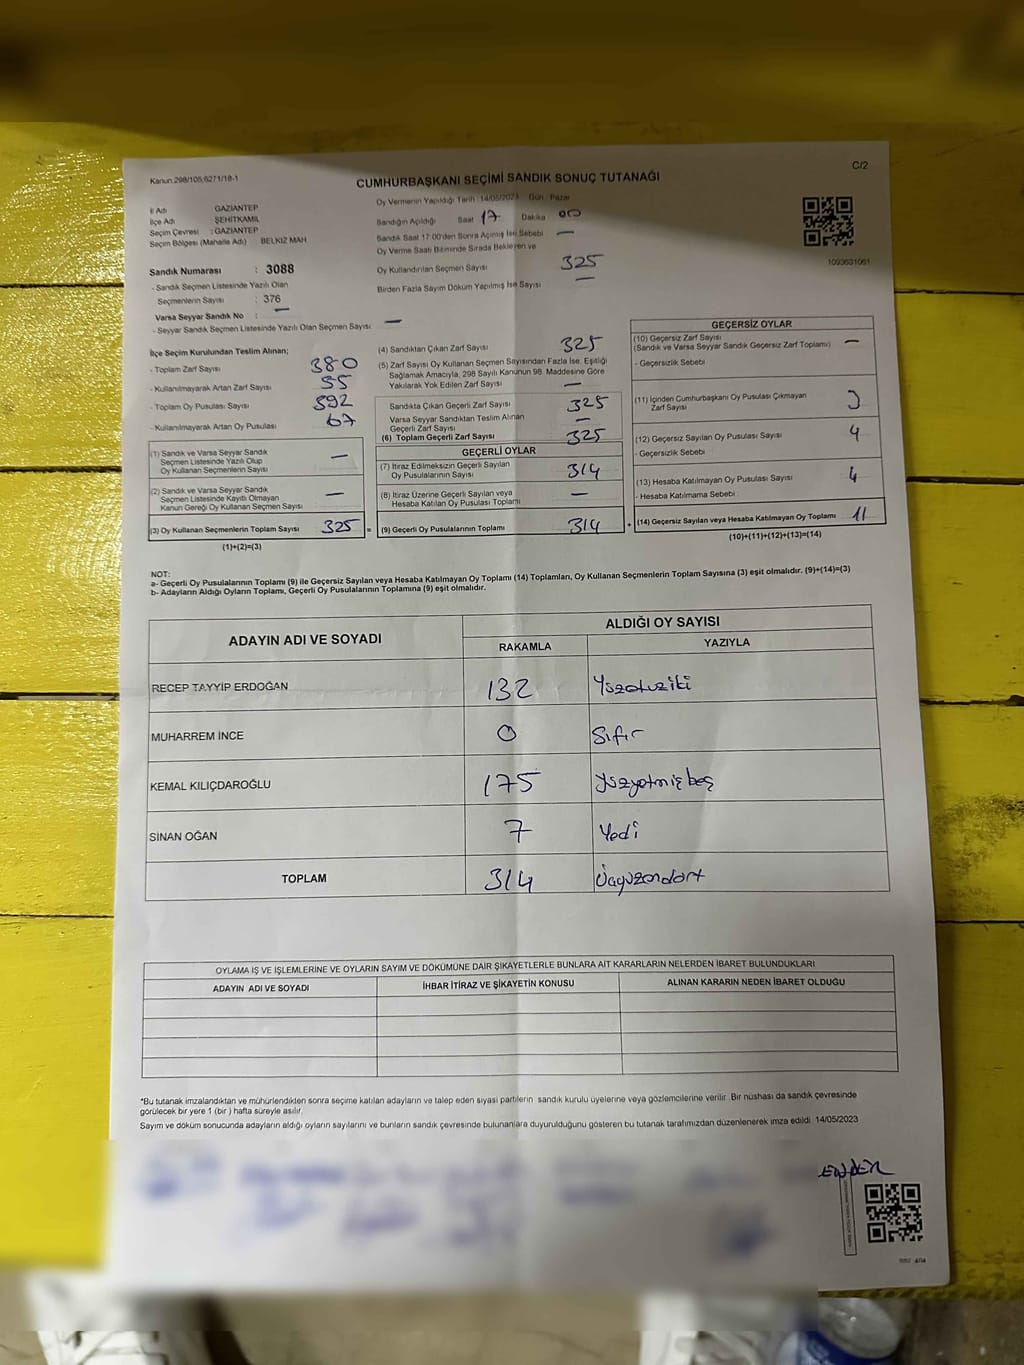 Kanun:298/105;6271/18-1
C/2
CUMHURBAŞKANI SEÇİMİ SANDIK SONUÇ TUTANAĞI
İl Adı GAZİANTEP
İlçe Adı ŞEHİTKAMİL
Seçim Çevresi : GAZİANTEP
Seçim Bölgesi (Mahalle Adı) BELKIZ MAH
Oy Vermenin Yapıldığı Tarih :14/05/2023 Gün : Pazar
Sandığın Açıldığı Saat 17 Dakika 00
Sandık Saat 17:00'den Sonra Açılmış İse Sebebi —
Oy Verme Saati Bitiminde Sırada Bekleyen ve
Oy Kullandırılan Seçmen Sayısı 325
Birden Fazla Sayım Döküm Yapılmış İse Sayısı —
1093631061
Sandık Numarası : 3088
- Sandık Seçmen Listesinde Yazılı Olan
Seçmenlerin Sayısı : 376
Varsa Seyyar Sandık No —
- Seyyar Sandık Seçmen Listesinde Yazılı Olan Seçmen Sayısı: —
İlçe Seçim Kurulundan Teslim Alınan;
- Toplam Zarf Sayısı 380
- Kullanılmayarak Artan Zarf Sayısı 55
- Toplam Oy Pusulası Sayısı 392
- Kullanılmayarak Artan Oy Pusulası 67
(1) Sandık ve Varsa Seyyar Sandık
Seçmen Listesinde Yazılı Olup
Oy Kullanan Seçmenlerin Sayısı —
(2) Sandık ve Varsa Seyyar Sandık
Seçmen Listesinde Kayıtlı Olmayan
Kanun Gereği Oy Kullanan Seçmen Sayısı —
(3) Oy Kullanan Seçmenlerin Toplam Sayısı 325 =
(1)+(2)=(3)
(4) Sandıktan Çıkan Zarf Sayısı 325
(5) Zarf Sayısı Oy Kullanan Seçmen Sayısından Fazla İse, Eşitliği
Sağlamak Amacıyla, 298 Sayılı Kanunun 98. Maddesine Göre
Yakılarak Yok Edilen Zarf Sayısı —
Sandıkta Çıkan Geçerli Zarf Sayısı 325
Varsa Seyyar Sandıktan Teslim Alınan
Geçerli Zarf Sayısı —
(6) Toplam Geçerli Zarf Sayısı 325
GEÇERLİ OYLAR
(7) İtiraz Edilmeksizin Geçerli Sayılan
Oy Pusulalarının Sayısı 314
(8) İtiraz Üzerine Geçerli Sayılan veya
Hesaba Katılan Oy Pusulası Toplamı —
(9) Geçerli Oy Pusulalarının Toplamı 314 +
GEÇERSİZ OYLAR
(10) Geçersiz Zarf Sayısı
(Sandık ve Varsa Seyyar Sandık Geçersiz Zarf Toplamı) —
- Geçersizlik Sebebi
(11) İçinden Cumhurbaşkanı Oy Pusulası Çıkmayan
Zarf Sayısı 3
(12) Geçersiz Sayılan Oy Pusulası Sayısı 4
- Geçersizlik Sebebi
(13) Hesaba Katılmayan Oy Pusulası Sayısı 4
- Hesaba Katılmama Sebebi
(14) Geçersiz Sayılan veya Hesaba Katılmayan Oy Toplamı 11
(10)+(11)+(12)+(13)=(14)
NOT:
a- Geçerli Oy Pusulalarının Toplamı (9) ile Geçersiz Sayılan veya Hesaba Katılmayan Oy Toplamı (14) Toplamları, Oy Kullanan Seçmenlerin Toplam Sayısına (3) eşit olmalıdır. (9)+(14)=(3)
b- Adayların Aldığı Oyların Toplamı, Geçerli Oy Pusulalarının Toplamına (9) eşit olmalıdır.
ADAYIN ADI VE SOYADI ALDIĞI OY SAYISI
RAKAMLA YAZIYLA
RECEP TAYYİP ERDOĞAN 132 Yüzotuziki
MUHARREM İNCE 0 Sıfır
KEMAL KILIÇDAROĞLU 175 Yüzyetmişbeş
SİNAN OĞAN 7 Yedi
TOPLAM 314 Üçyüzondört
OYLAMA İŞ VE İŞLEMLERİNE VE OYLARIN SAYIM VE DÖKÜMÜNE DAİR ŞİKAYETLERLE BUNLARA AİT KARARLARIN NELERDEN İBARET BULUNDUKLARI
ADAYIN ADI VE SOYADI İHBAR İTİRAZ VE ŞİKAYETİN KONUSU ALINAN KARARIN NEDEN İBARET OLDUĞU
*Bu tutanak imzalandıktan ve mühürlendikten sonra seçime katılan adayların ve talep eden siyasi partilerin sandık kurulu üyelerine veya gözlemcilerine verilir. Bir nüshası da sandık çevresinde
görülecek bir yere 1 (bir) hafta süreyle asılır.
Sayım ve döküm sonucunda adayların aldığı oyların sayılarını ve bunların sandık çevresinde bulunanlara duyurulduğunu gösteren bu tutanak tarafımızdan düzenlenerek imza edildi. 14/05/2023